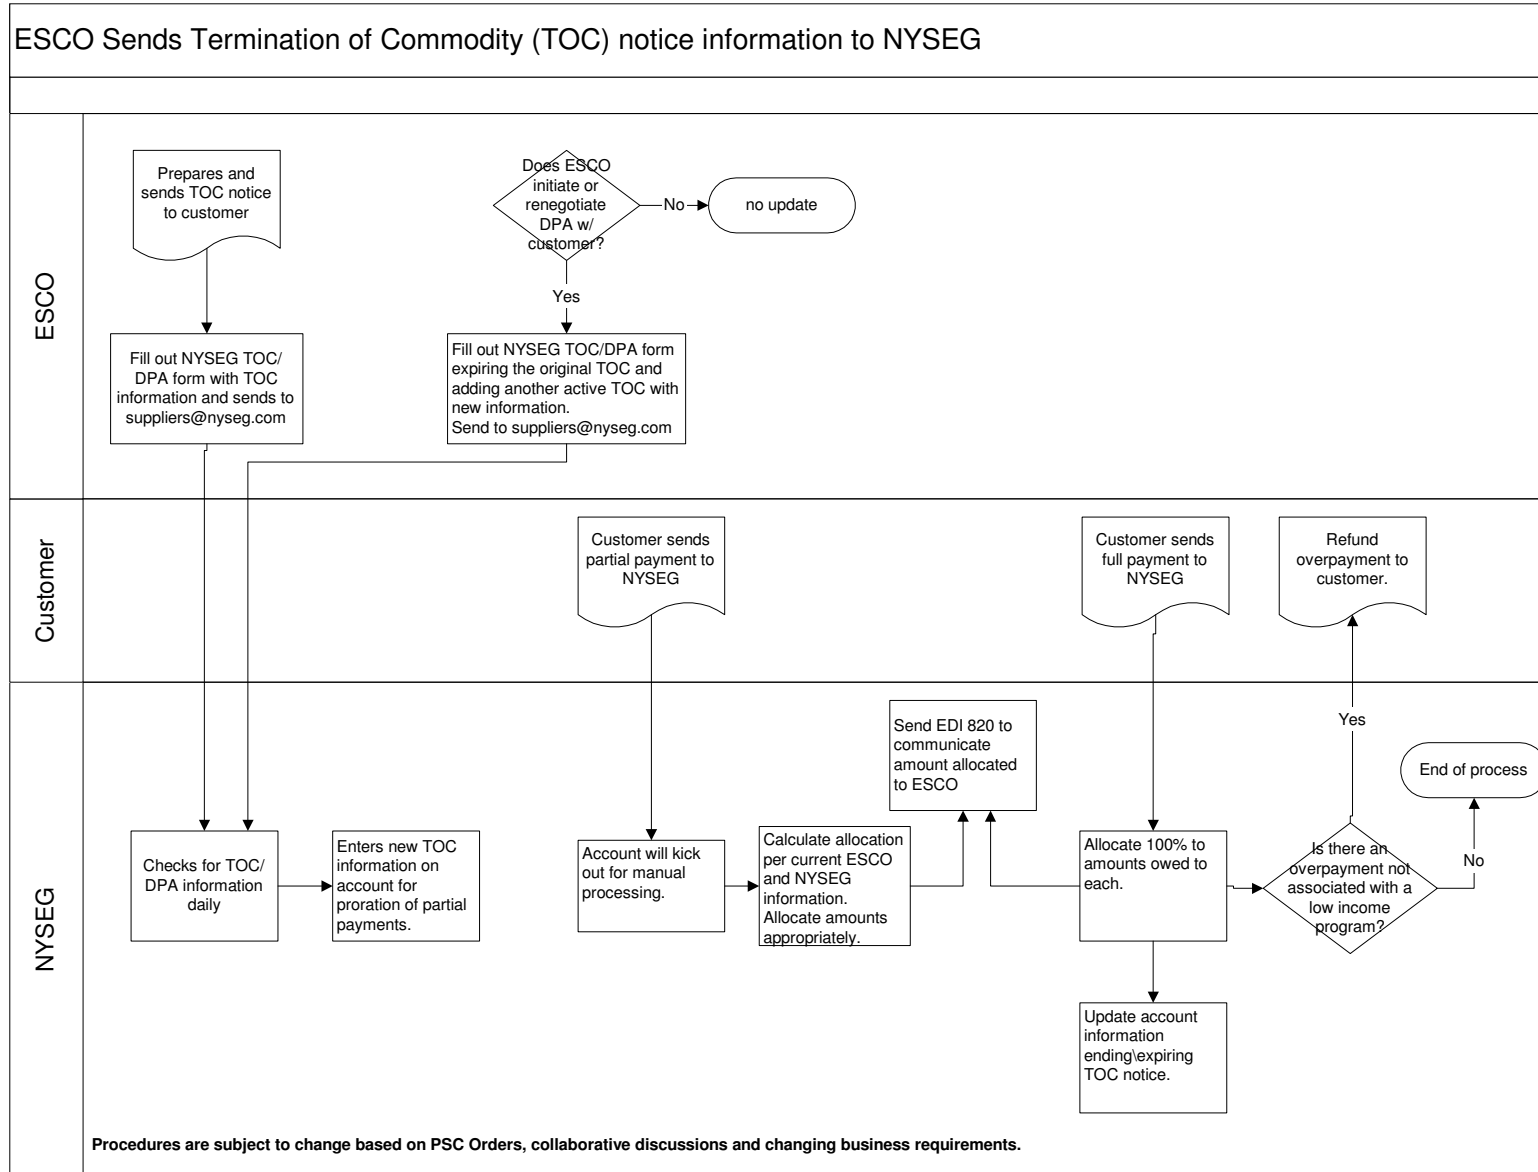 ESCO Sends Termination of Commodity (TOC) notice information to NYSEG
ESCO
Prepares and
sends TOC notice
to customer
Does ESCO
initiate or
renegotiate
DPA w/
customer?
No
no update
Yes
Fill out NYSEG TOC/
DPA form with TOC
information and sends to
suppliers@nyseg.com
Fill out NYSEG TOC/DPA form
expiring the original TOC and
adding another active TOC with
new information.
Send to suppliers@nyseg.com
Customer
Customer sends
partial payment to
NYSEG
Customer sends
full payment to
NYSEG
Refund
overpayment to
customer.
NYSEG
Checks for TOC/
DPA information
daily
Enters new TOC
information on
account for
proration of partial
payments.
Account will kick
out for manual
processing.
Calculate allocation
per current ESCO
and NYSEG
information.
Allocate amounts
appropriately.
Send EDI 820 to
communicate
amount allocated
to ESCO
Allocate 100% to
amounts owed to
each.
Update account
information
ending\expiring
TOC notice.
Is there an
overpayment not
associated with a
low income
program?
Yes
No
End of process
Procedures are subject to change based on PSC Orders, collaborative discussions and changing business requirements.